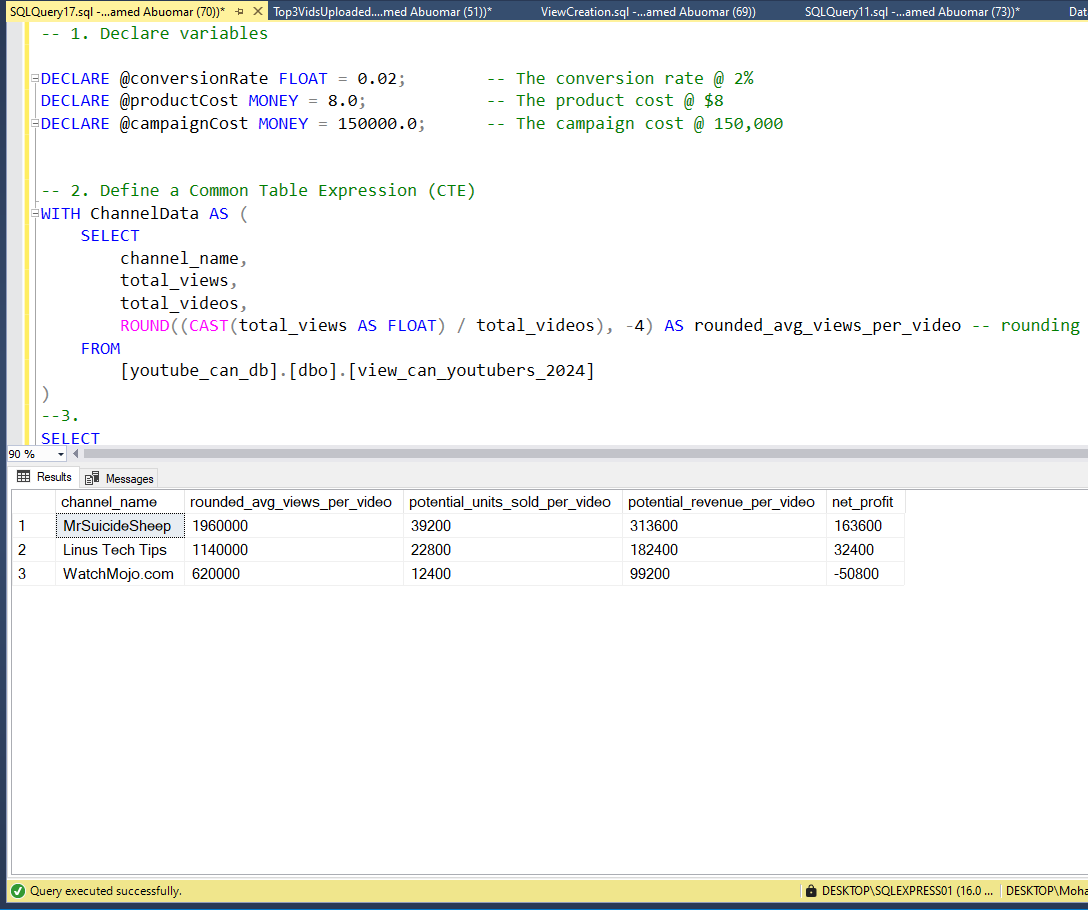 SQLQuery17.sql -...amed Abuomar (70))* Top3VidsUploaded....med Abuomar (51))* ViewCreation.sql -...amed Abuomar (69)) SQLQuery11.sql -...amed Abuomar (73))* Dat
-- 1. Declare variables
DECLARE @conversionRate FLOAT = 0.02; -- The conversion rate @ 2%
DECLARE @productCost MONEY = 8.0; -- The product cost @ $8
DECLARE @campaignCost MONEY = 150000.0; -- The campaign cost @ 150,000
-- 2. Define a Common Table Expression (CTE)
WITH ChannelData AS (
SELECT
channel_name,
total_views,
total_videos,
ROUND((CAST(total_views AS FLOAT) / total_videos), -4) AS rounded_avg_views_per_video -- rounding
FROM
[youtube_can_db].[dbo].[view_can_youtubers_2024]
)
--3.
SELECT
90 %
Results Messages
channel_name rounded_avg_views_per_video potential_units_sold_per_video potential_revenue_per_video net_profit
1 MrSuicideSheep 1960000 39200 313600 163600
2 Linus Tech Tips 1140000 22800 182400 32400
3 WatchMojo.com 620000 12400 99200 -50800
Query executed successfully. DESKTOP\SQLEXPRESS01 (16.0 ... DESKTOP\Moha